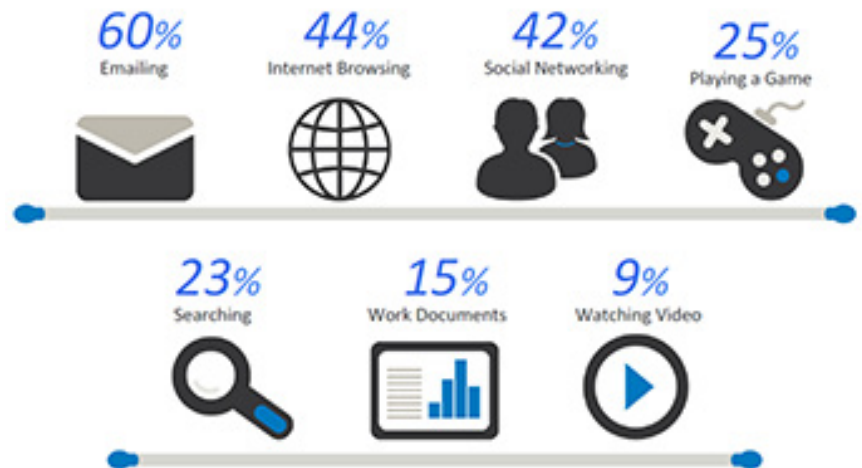 60% 44% 42% 25%
Emailing Internet Browsing Social Networking Playing a Game
23% 15% 9%
Searching Work Documents Watching Video